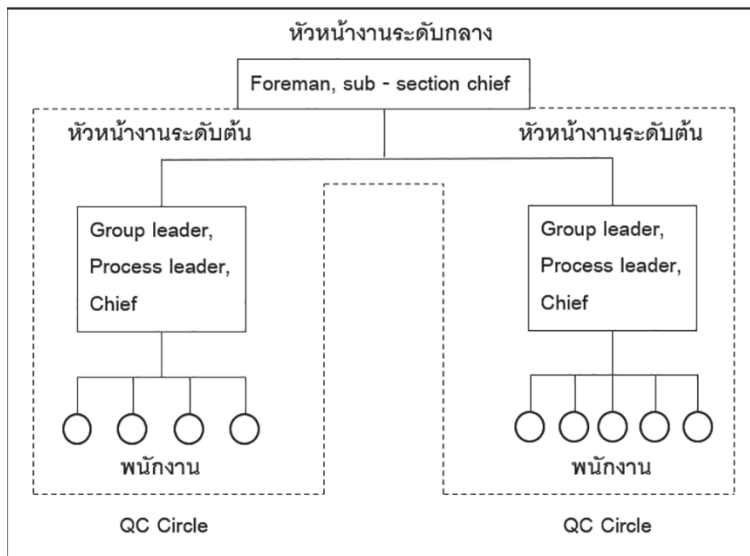 หัวหน้างานระดับกลาง
Foreman, sub - section chief
หัวหน้างานระดับต้น
หัวหน้างานระดับต้น
Group leader,
Process leader,
Chief
Group leader,
Process leader,
Chief
พนักงาน
พนักงาน
QC Circle
QC Circle